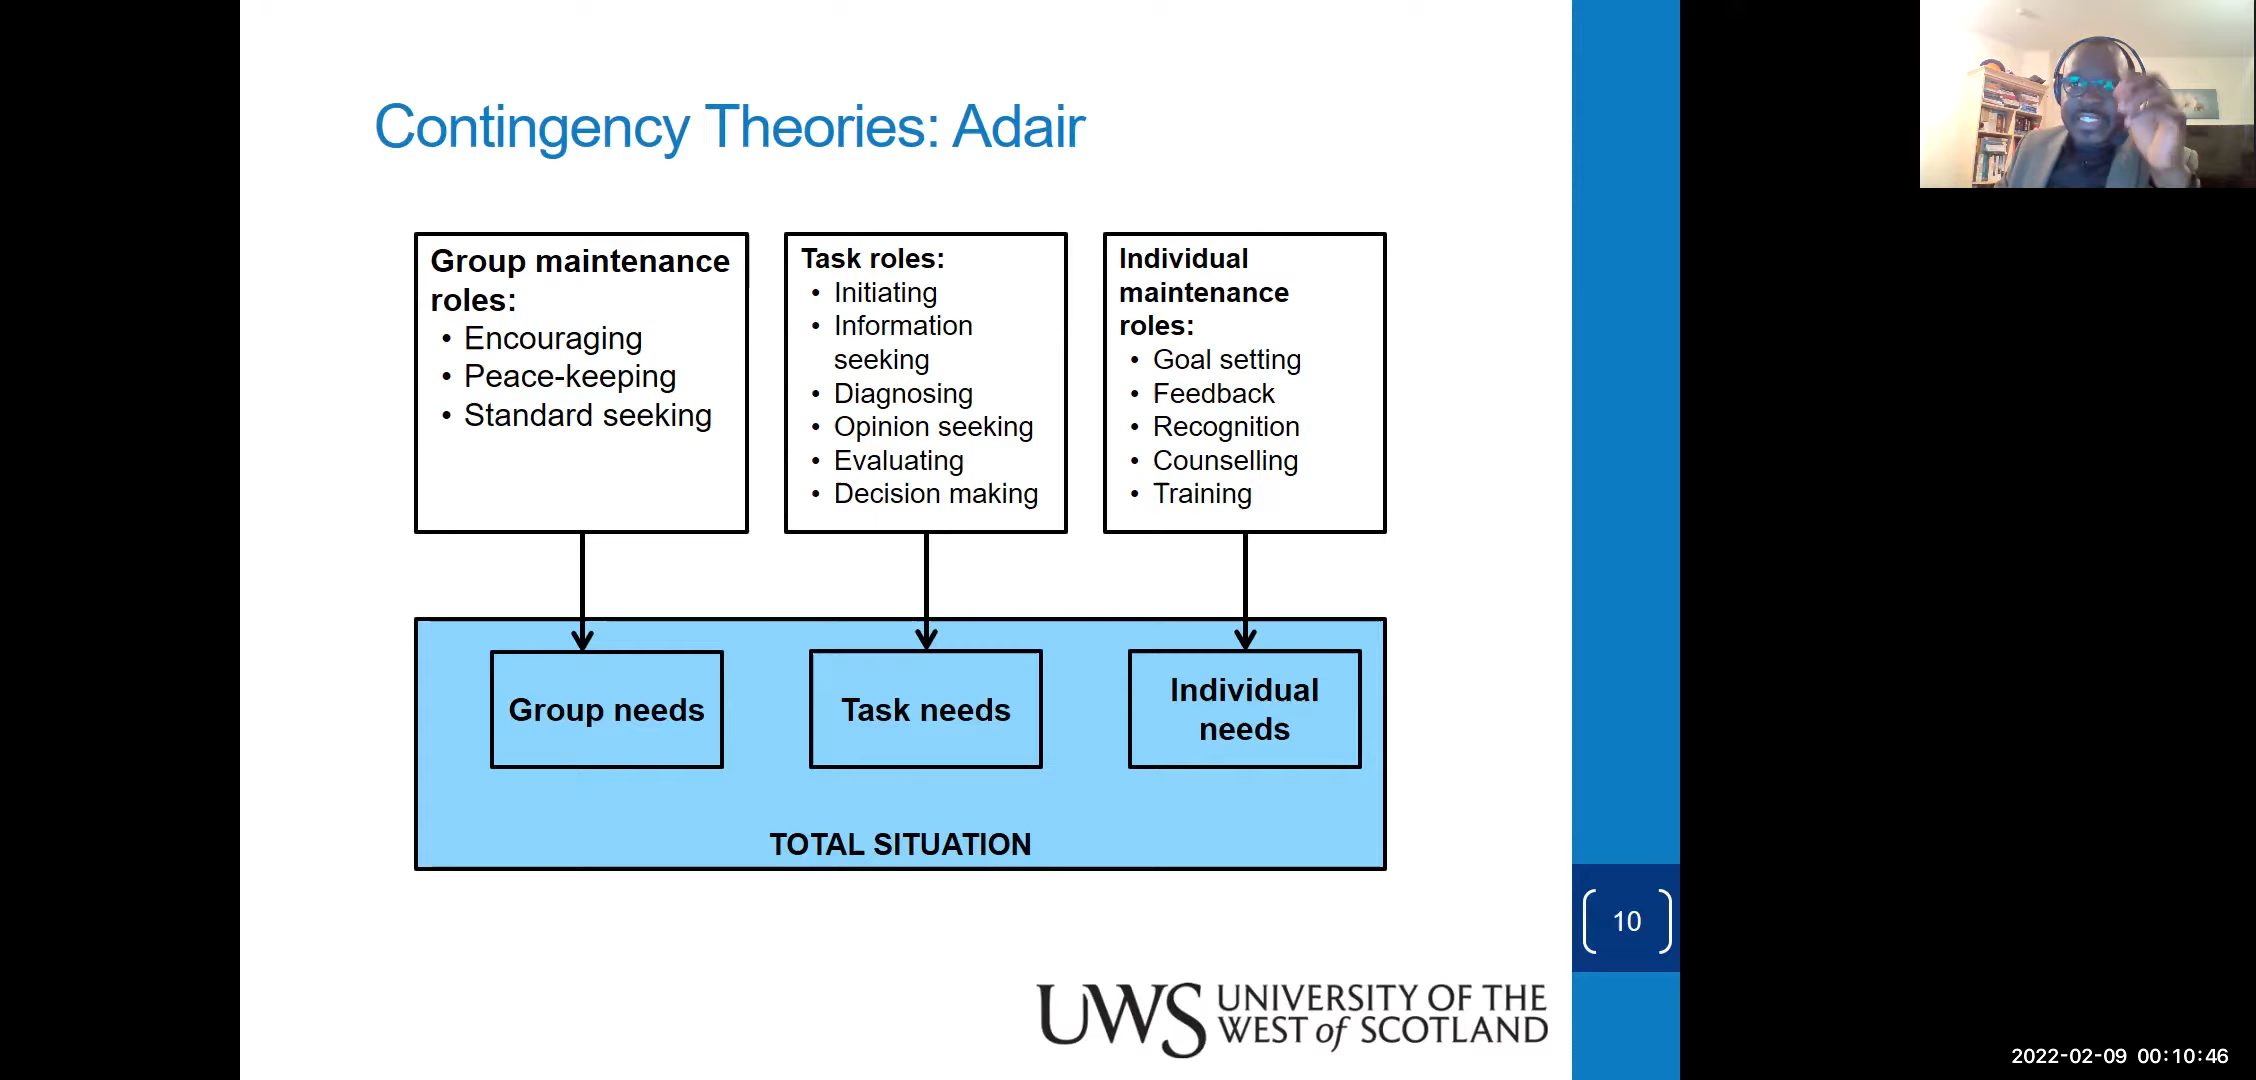 Contingency Theories: Adair
Group maintenance
roles:
• Encouraging
• Peace-keeping
• Standard seeking
Task roles:
• Initiating
• Information
seeking
• Diagnosing
• Opinion seeking
• Evaluating
• Decision making
Individual
maintenance
roles:
• Goal setting
• Feedback
• Recognition
• Counselling
• Training
Group needs
Task needs
Individual
needs
TOTAL SITUATION
10
UWS UNIVERSITY OF THE
WEST of SCOTLAND
2022-02-09 00:10:46